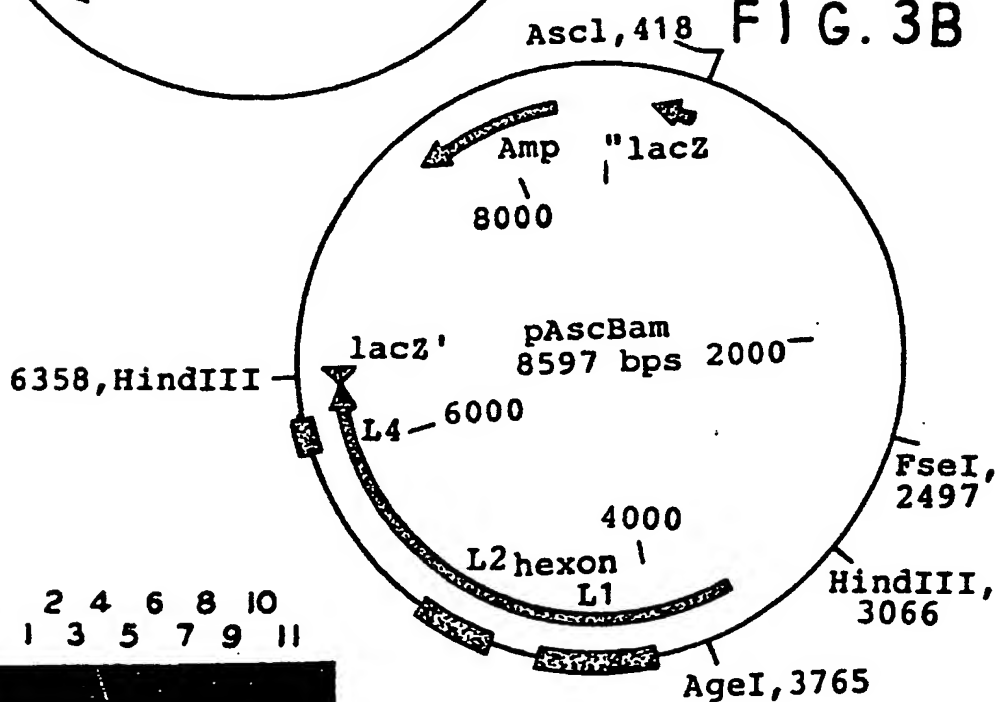 FIG. 3B
AscI,418
Amp
"lacZ
8000
pAscBam
8597 bps
2000
lacZ'
6358,HindIII
L4
6000
FseI,
2497
4000
L2
hexon
L1
HindIII,
3066
AgeI,3765
2 4 6 8 10
1 3 5 7 9 11